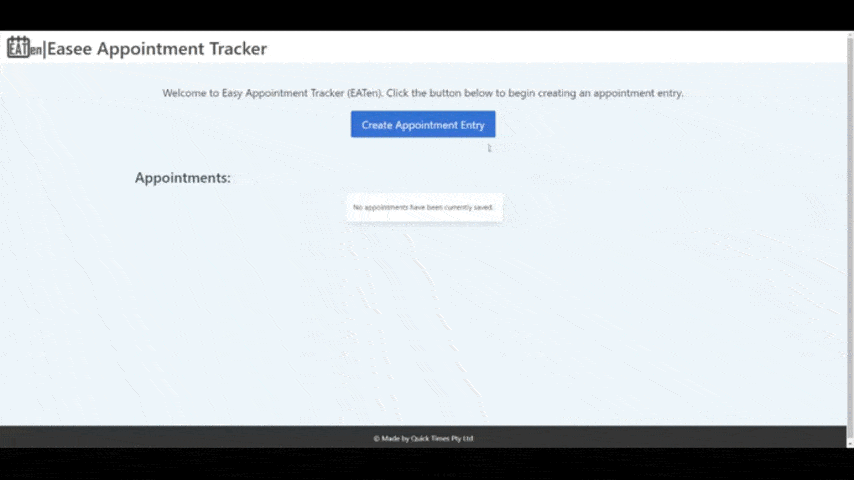 EATen|Easee Appointment Tracker
Welcome to Easy Appointment Tracker (EATen). Click the button below to begin creating an appointment entry.
Create Appointment Entry
Appointments:
No appointments have been currently saved.
© Made by Quick Times Pty Ltd